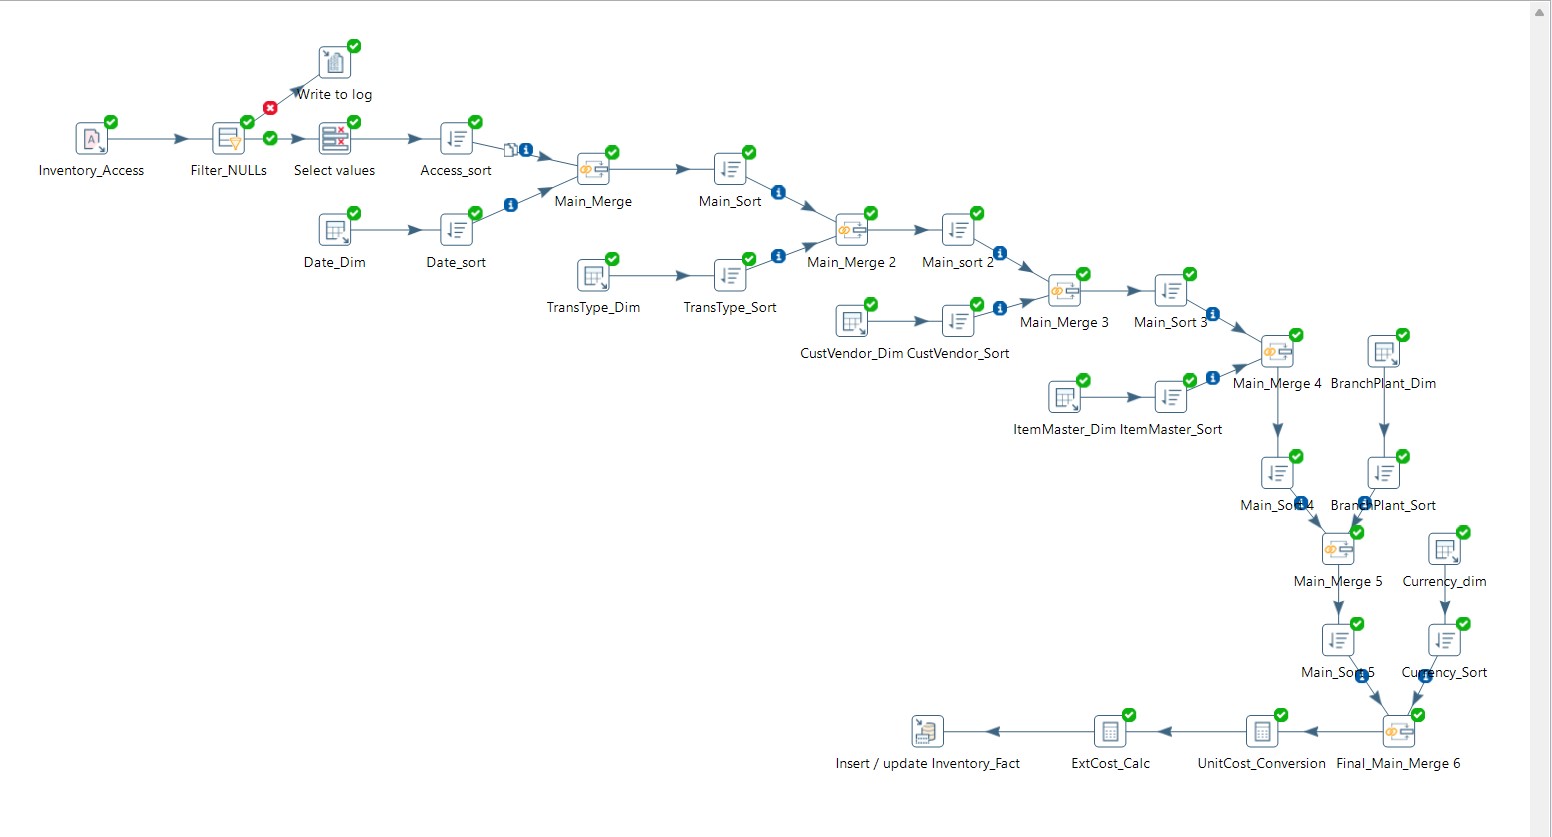 Write to log
Inventory_Access
Filter_NULLs
Select values
Access_sort
Main_Merge
Main_Sort
Date_Dim
Date_sort
Main_Merge 2
Main_sort 2
TransType_Dim
TransType_Sort
Main_Merge 3
Main_Sort 3
CustVendor_Dim
CustVendor_Sort
Main_Merge 4
BranchPlant_Dim
ItemMaster_Dim
ItemMaster_Sort
Main_Sort 4
BranchPlant_Sort
Main_Merge 5
Currency_dim
Main_Sort 5
Currency_Sort
Insert / update Inventory_Fact
ExtCost_Calc
UnitCost_Conversion
Final_Main_Merge 6